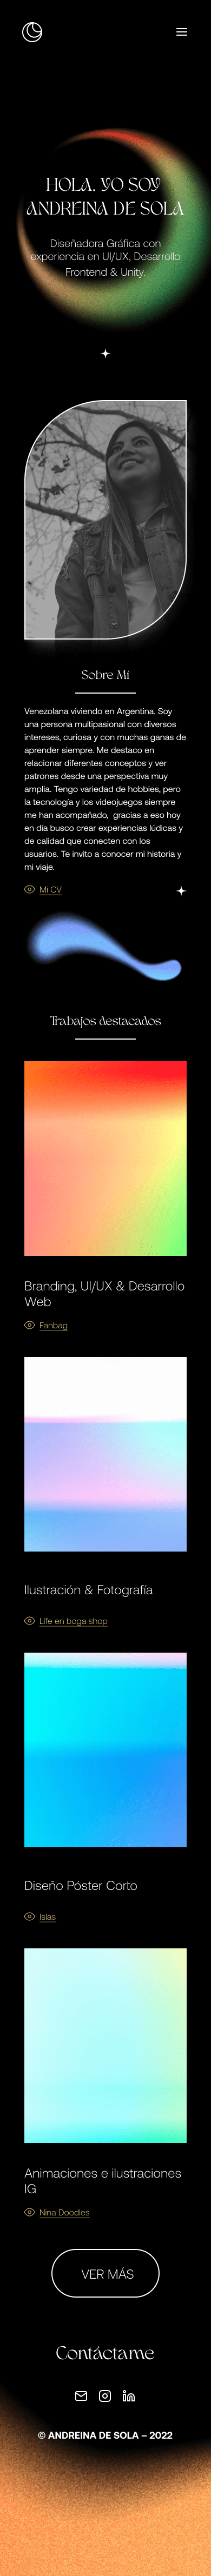 HOLA. YO SOY
ANDREINA DE SOLA
Diseñadora Gráfica con
experiencia en UI/UX, Desarrollo
Frontend & Unity.
Sobre Mí
Venezolana viviendo en Argentina. Soy
una persona multipasional con diversos
intereses, curiosa y con muchas ganas de
aprender siempre. Me destaco en
relacionar diferentes conceptos y ver
patrones desde una perspectiva muy
amplia. Tengo variedad de hobbies, pero
la tecnología y los videojuegos siempre
me han acompañado,  gracias a eso hoy
en día busco crear experiencias lúdicas y
de calidad que conecten con los
usuarios. Te invito a conocer mi historia y
mi viaje.
Mi CV
Trabajos destacados
Branding, UI/UX & Desarrollo
Web
Fanbag
Ilustración & Fotografía
Life en boga shop
Diseño Póster Corto
Islas
Animaciones e ilustraciones
IG
Nina Doodles
VER MÁS
Contáctame
© ANDREINA DE SOLA – 2022